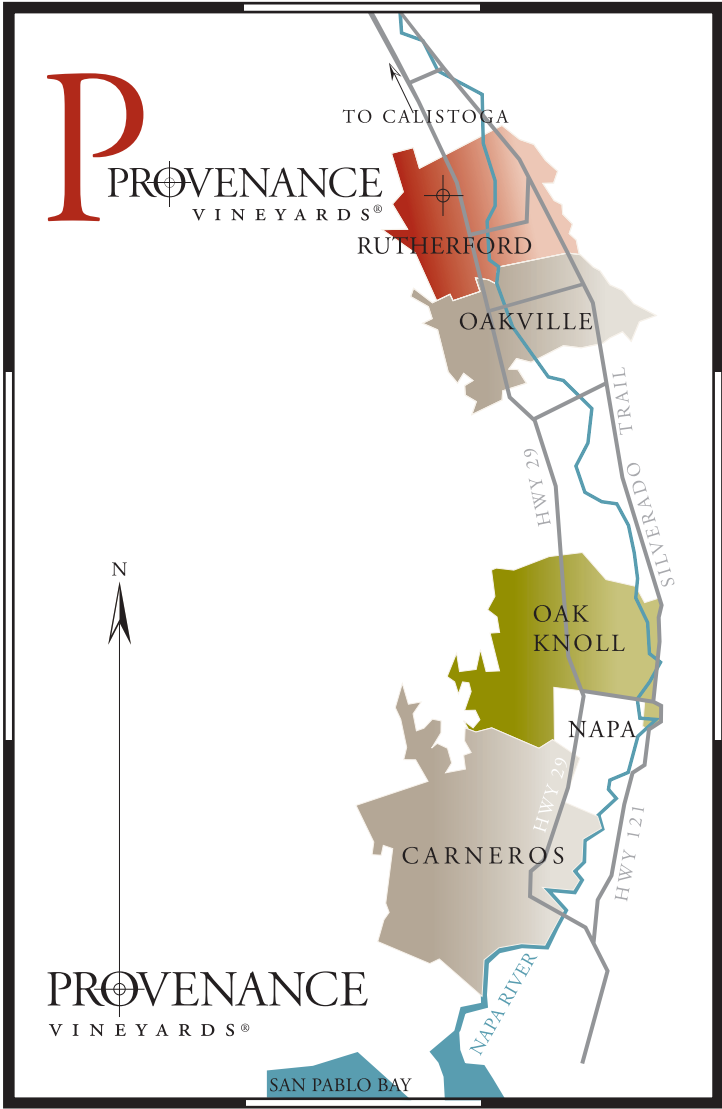 TO CALISTOGA
P
PROVENANCE
VINEYARDS®
RUTHERFORD
OAKVILLE
SILVERADO TRAIL
HWY 29
N
OAK
KNOLL
NAPA
HWY 29
HWY 121
CARNEROS
PROVENANCE
VINEYARDS®
NAPA RIVER
SAN PABLO BAY